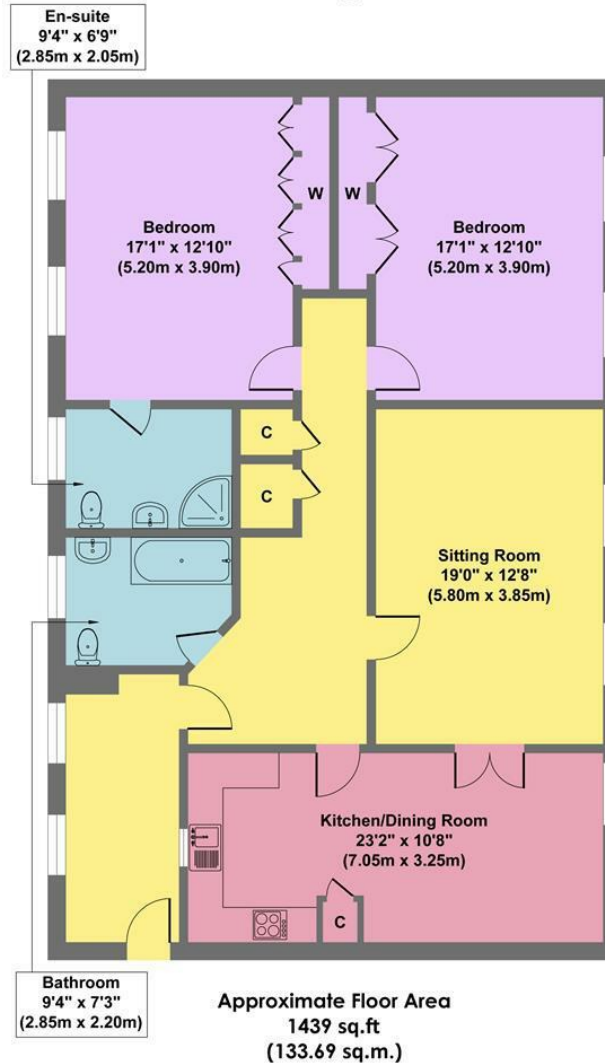 En-suite
9'4" x 6'9"
(2.85m x 2.05m)
W
W
Bedroom
17'1" x 12'10"
(5.20m x 3.90m)
Bedroom
17'1" x 12'10"
(5.20m x 3.90m)
C
C
Sitting Room
19'0" x 12'8"
(5.80m x 3.85m)
Kitchen/Dining Room
23'2" x 10'8"
(7.05m x 3.25m)
C
Bathroom
9'4" x 7'3"
(2.85m x 2.20m)
Approximate Floor Area
1439 sq.ft
(133.69 sq.m.)